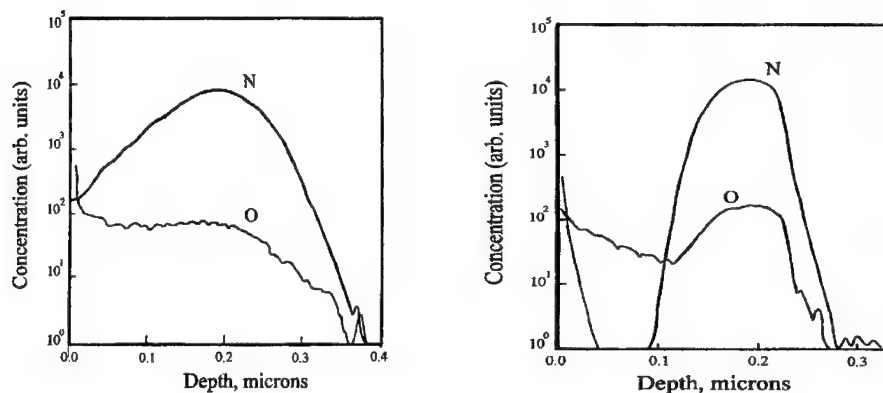 Concentration (arb. units)
10^5
10^4
10^3
10^2
10^1
10^0
N
O
0.0 0.1 0.2 0.3 0.4
Depth, microns
Concentration (arb. units)
10^5
10^4
10^3
10^2
10^1
10^0
N
O
0.0 0.1 0.2 0.3
Depth, microns